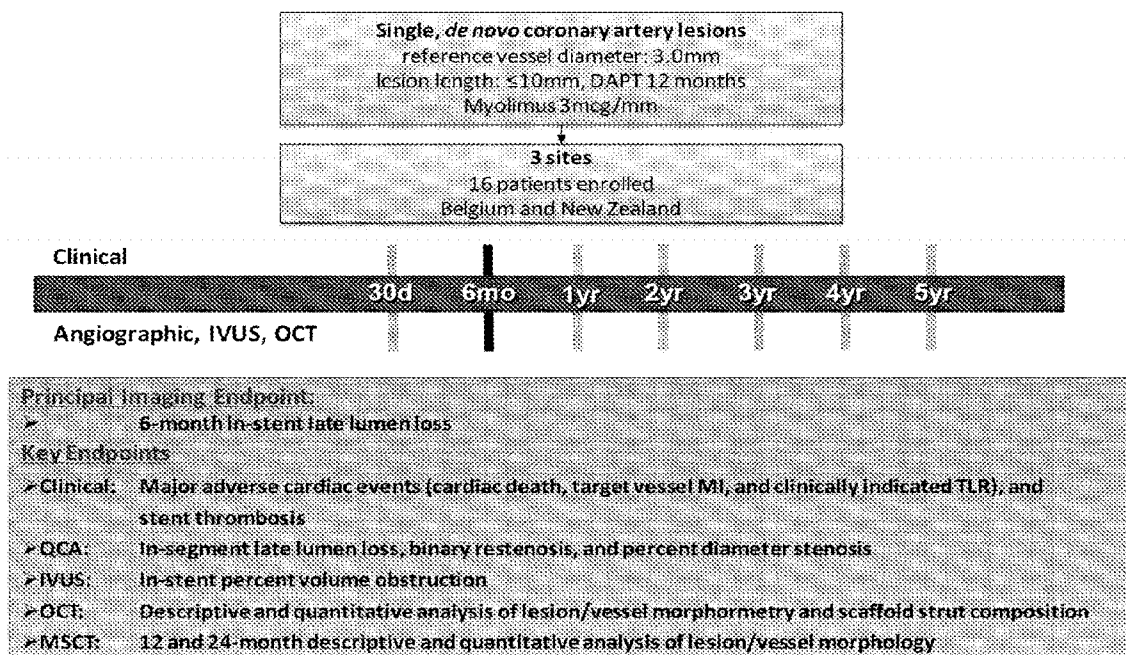 Single, de novo coronary artery lesions
reference vessel diameter: 3.0mm
lesion length: ≤10mm, DAPT 12 months
Myolimus 3mcg/mm
3 sites
16 patients enrolled
Belgium and New Zealand
Clinical
30d 6mo 1yr 2yr 3yr 4yr 5yr
Angiographic, IVUS, OCT
Principal Imaging Endpoint:
➢ 6-month in-stent late lumen loss
Key Endpoints
➢Clinical: Major adverse cardiac events (cardiac death, target vessel MI, and clinically indicated TLR), and
stent thrombosis
➢QCA: In-segment late lumen loss, binary restenosis, and percent diameter stenosis
➢IVUS: In-stent percent volume obstruction
➢OCT: Descriptive and quantitative analysis of lesion/vessel morphormetry and scaffold strut composition
➢MSCT: 12 and 24-month descriptive and quantitative analysis of lesion/vessel morphology